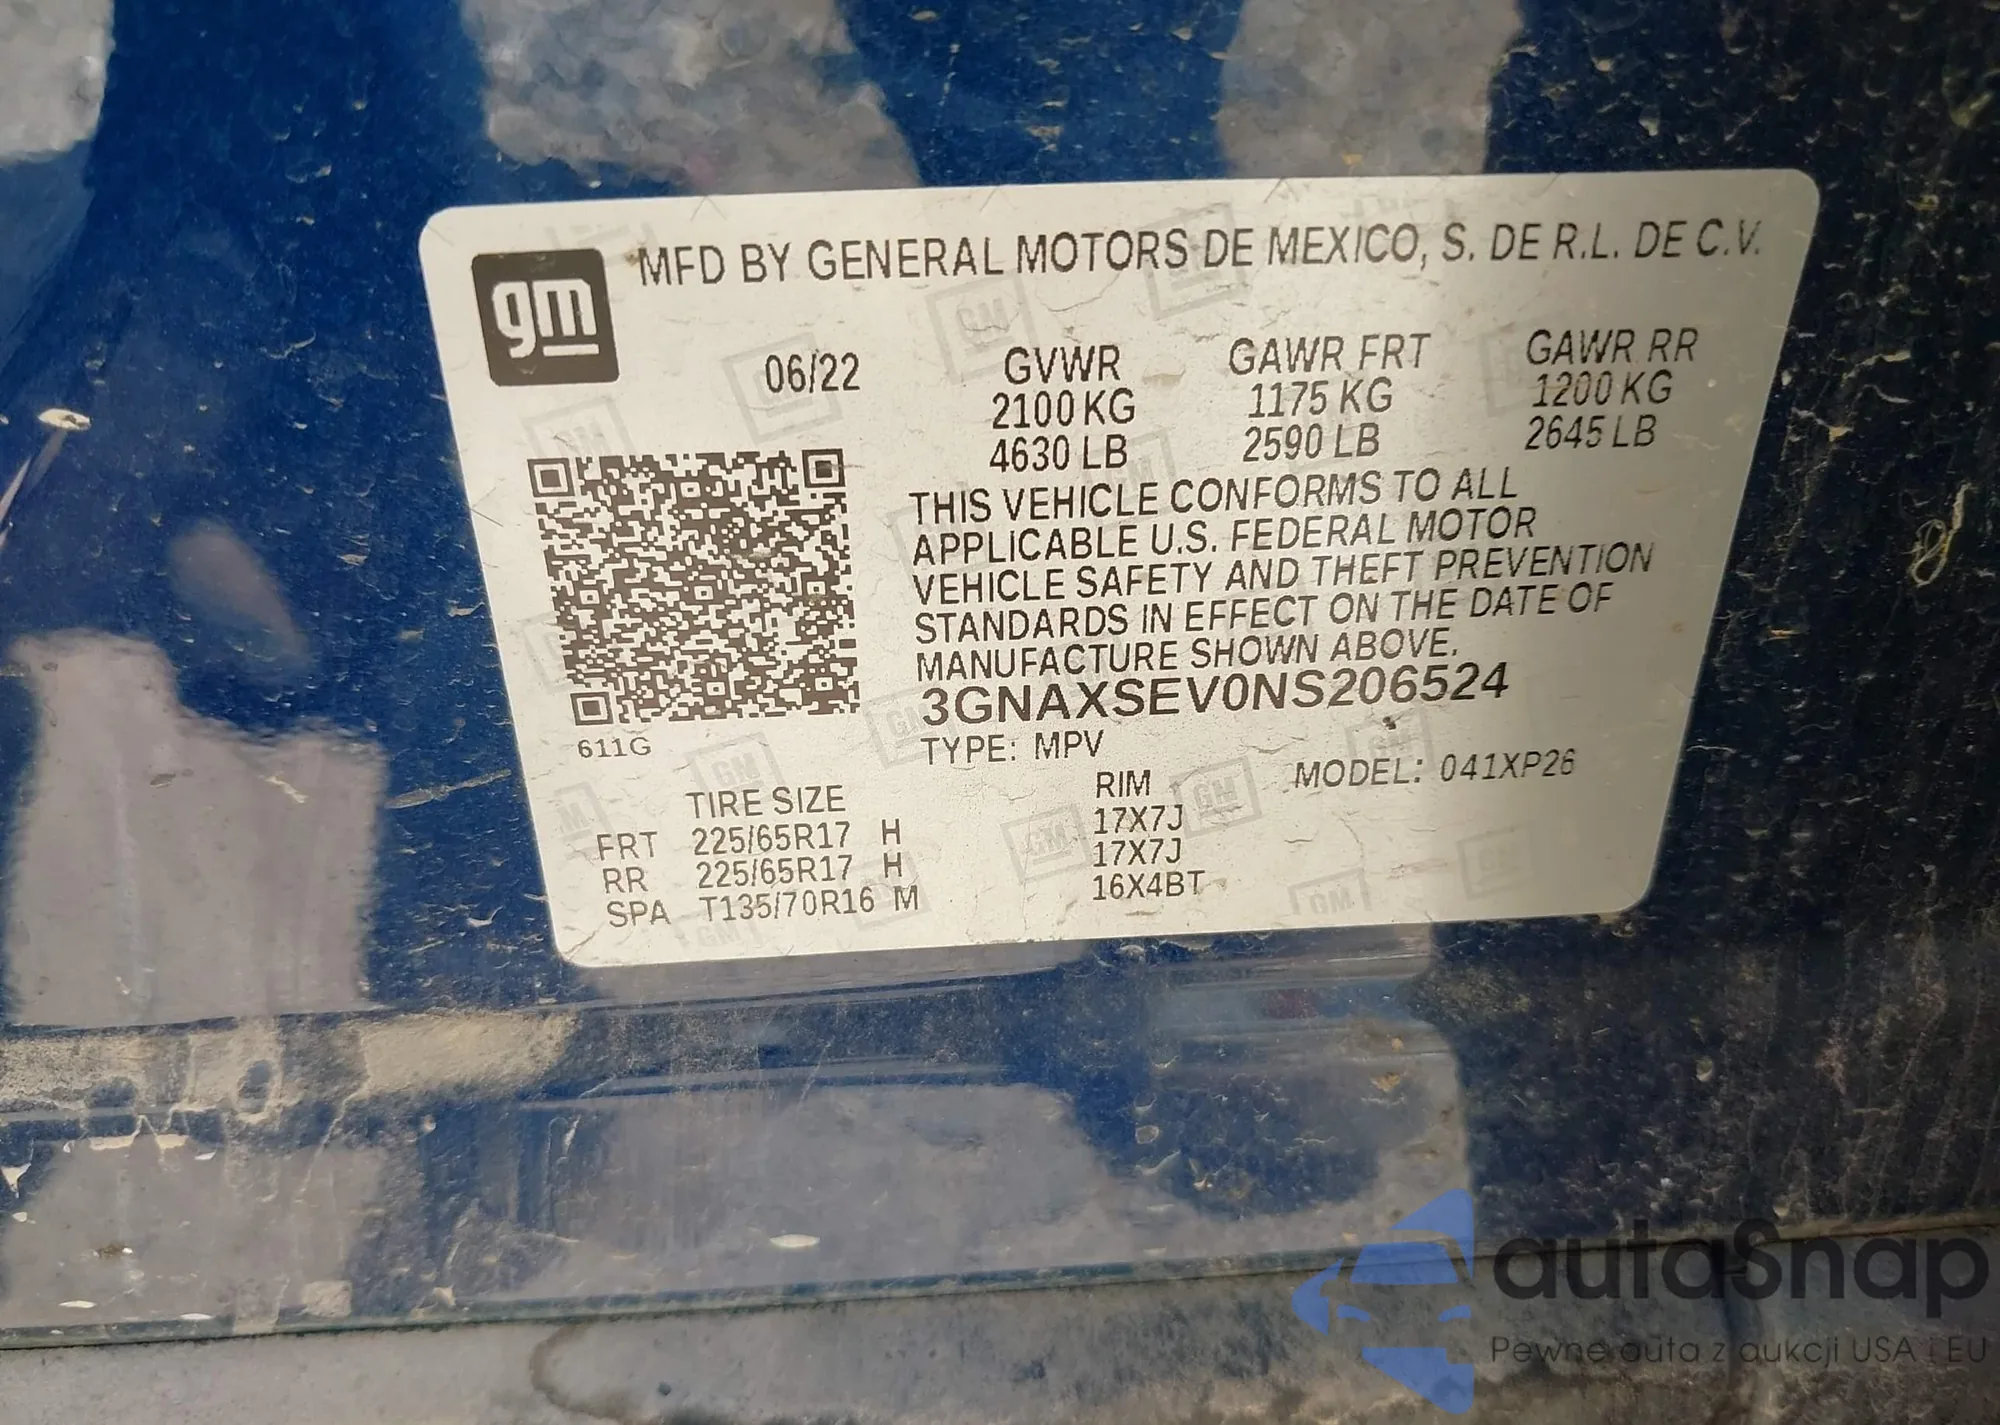 gm
MFD BY GENERAL MOTORS DE MEXICO, S. DE R.L. DE C.V.
06/22 GVWR GAWR FRT GAWR RR
2100 KG 1175 KG 1200 KG
4630 LB 2590 LB 2645 LB
THIS VEHICLE CONFORMS TO ALL
APPLICABLE U.S. FEDERAL MOTOR
VEHICLE SAFETY AND THEFT PREVENTION
STANDARDS IN EFFECT ON THE DATE OF
MANUFACTURE SHOWN ABOVE.
3GNAXSEV0NS206524
611G
TYPE: MPV
MODEL: 041XP26
TIRE SIZE RIM
FRT 225/65R17 H 17X7J
RR 225/65R17 H 17X7J
SPA T135/70R16 M 16X4BT
autaSnap
Pewne auta z aukcji USA i EU